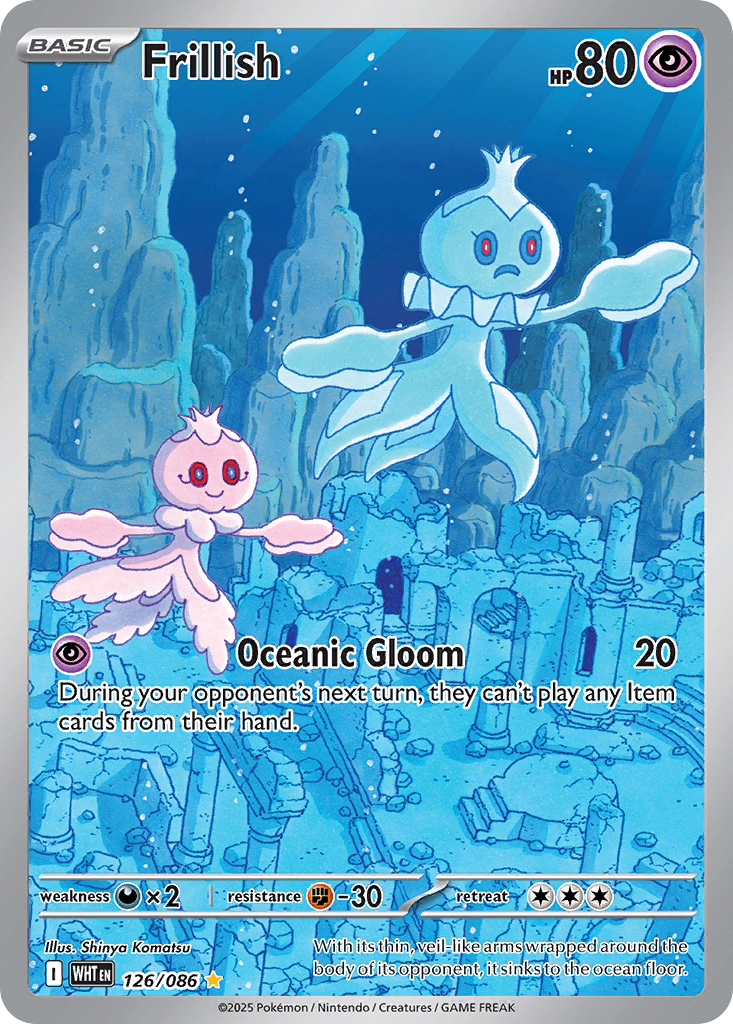 BASIC
Frillish
HP 80
Oceanic Gloom 20
During your opponent's next turn, they can't play any Item
cards from their hand.
weakness ×2 resistance -30 retreat
Illus. Shinya Komatsu
With its thin, veil-like arms wrapped around the
body of its opponent, it sinks to the ocean floor.
I WHT EN 126/086
©2025 Pokémon / Nintendo / Creatures / GAME FREAK